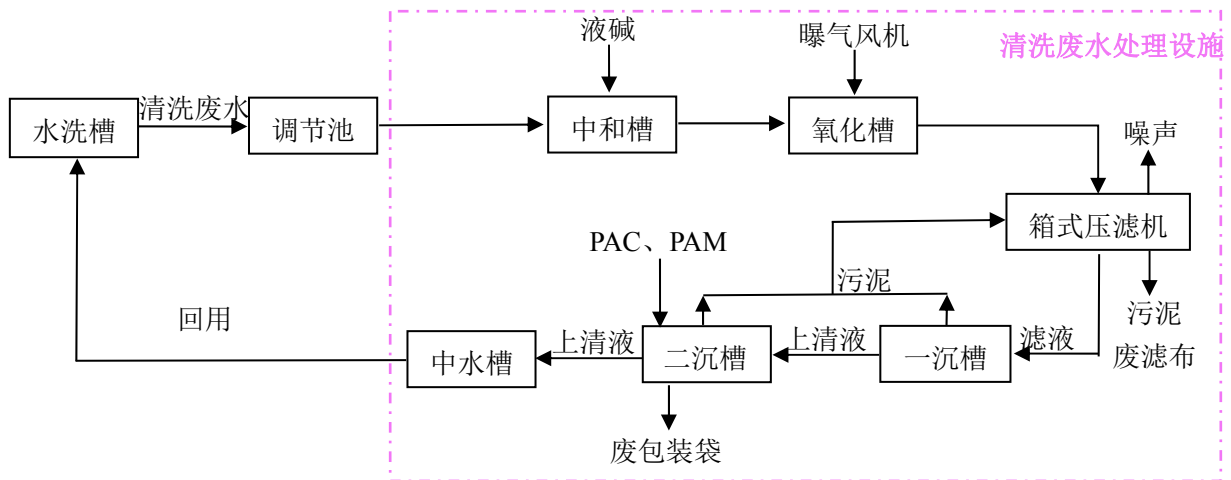 液碱
曝气风机
清洗废水处理设施
清洗废水
水洗槽
调节池
中和槽
氧化槽
噪声
箱式压滤机
PAC、PAM
污泥
污泥
回用
上清液
上清液
滤液
废滤布
中水槽
二沉槽
一沉槽
废包装袋